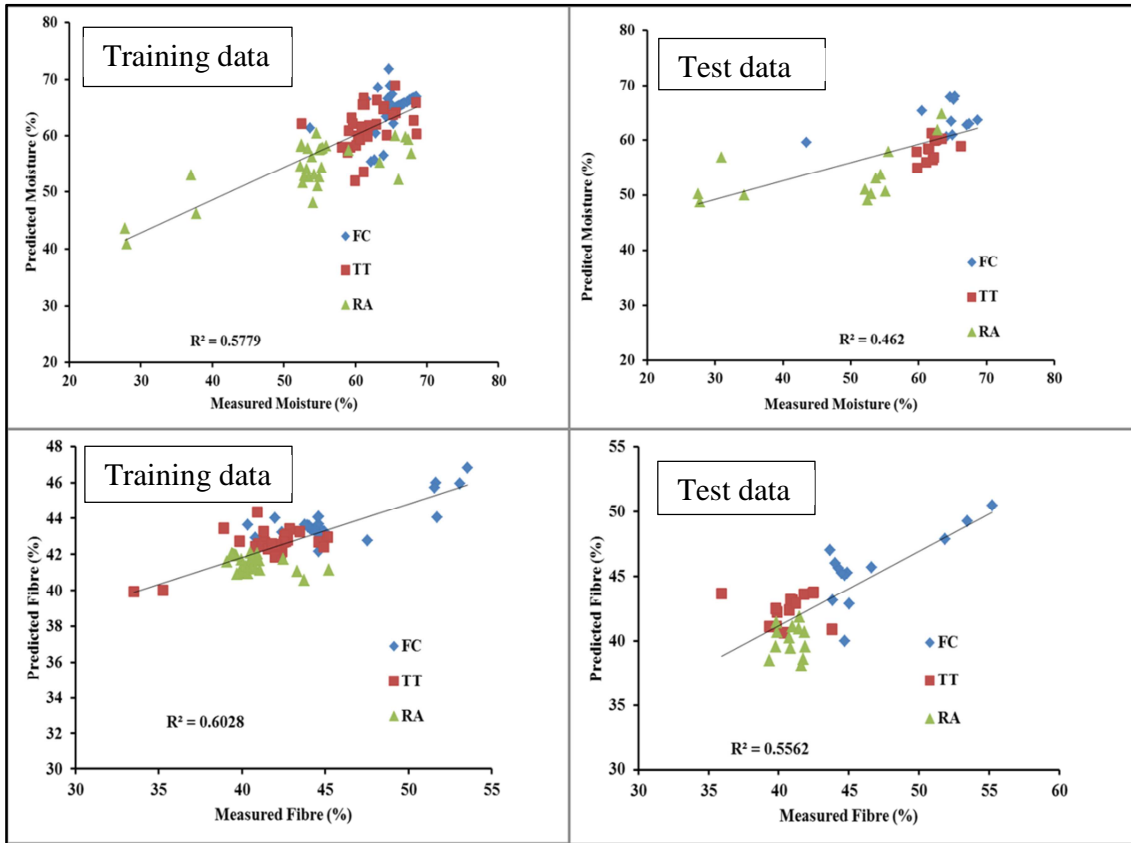 Training data
Predicted Moisture (%)
80
70
60
50
40
30
20
FC
TT
RA
R² = 0.5779
20 30 40 50 60 70 80
Measured Moisture (%)
Test data
Predited Moisture (%)
80
70
60
50
40
30
20
FC
TT
RA
R² = 0.462
20 30 40 50 60 70 80
Measured Moisture (%)
Training data
Predicted Fibre (%)
48
46
44
42
40
38
36
34
32
30
FC
TT
RA
R² = 0.6028
30 35 40 45 50 55
Measured Fibre (%)
Test data
Predicted Fibre (%)
55
50
45
40
35
30
FC
TT
RA
R² = 0.5562
30 40 45 50 55 60
Measured Fibre (%)